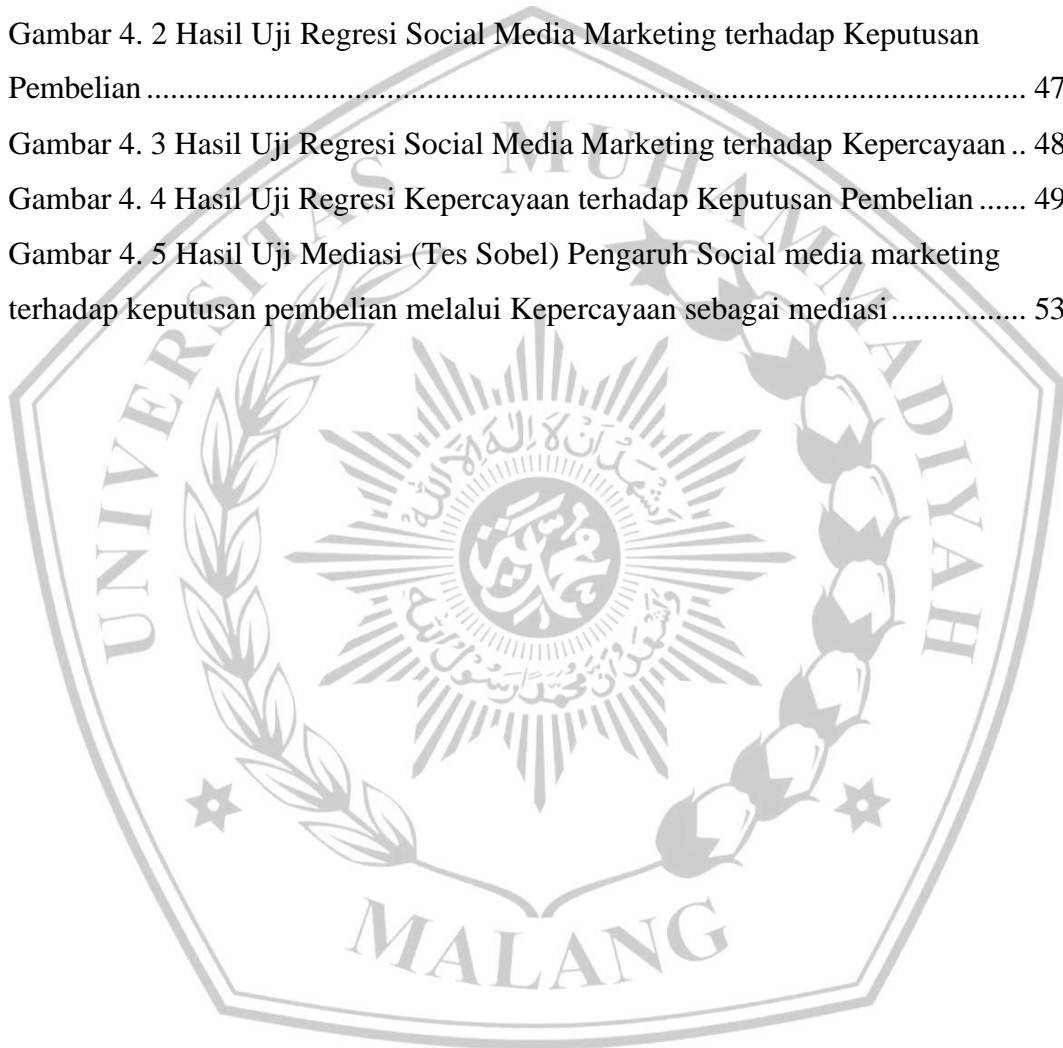 Gambar 4. 2 Hasil Uji Regresi Social Media Marketing terhadap Keputusan
Pembelian ............................................................................................................... 47
Gambar 4. 3 Hasil Uji Regresi Social Media Marketing terhadap Kepercayaan .. 48
Gambar 4. 4 Hasil Uji Regresi Kepercayaan terhadap Keputusan Pembelian ...... 49
Gambar 4. 5 Hasil Uji Mediasi (Tes Sobel) Pengaruh Social media marketing
terhadap keputusan pembelian melalui Kepercayaan sebagai mediasi ................. 53
UNIVERSITAS MUHAMMADIYAH
MALANG